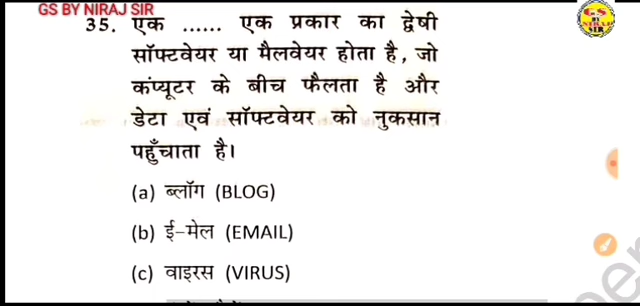 GS BY NIRAJ SIR
35. एक ...... एक प्रकार का द्वेषी
सॉफ्टवेयर या मैलवेयर होता है, जो
कंप्यूटर के बीच फैलता है और
डेटा एवं सॉफ्टवेयर को नुकसान
पहुँचाता है।
(a) ब्लॉग (BLOG)
(b) ई-मेल (EMAIL)
(c) वाइरस (VIRUS)